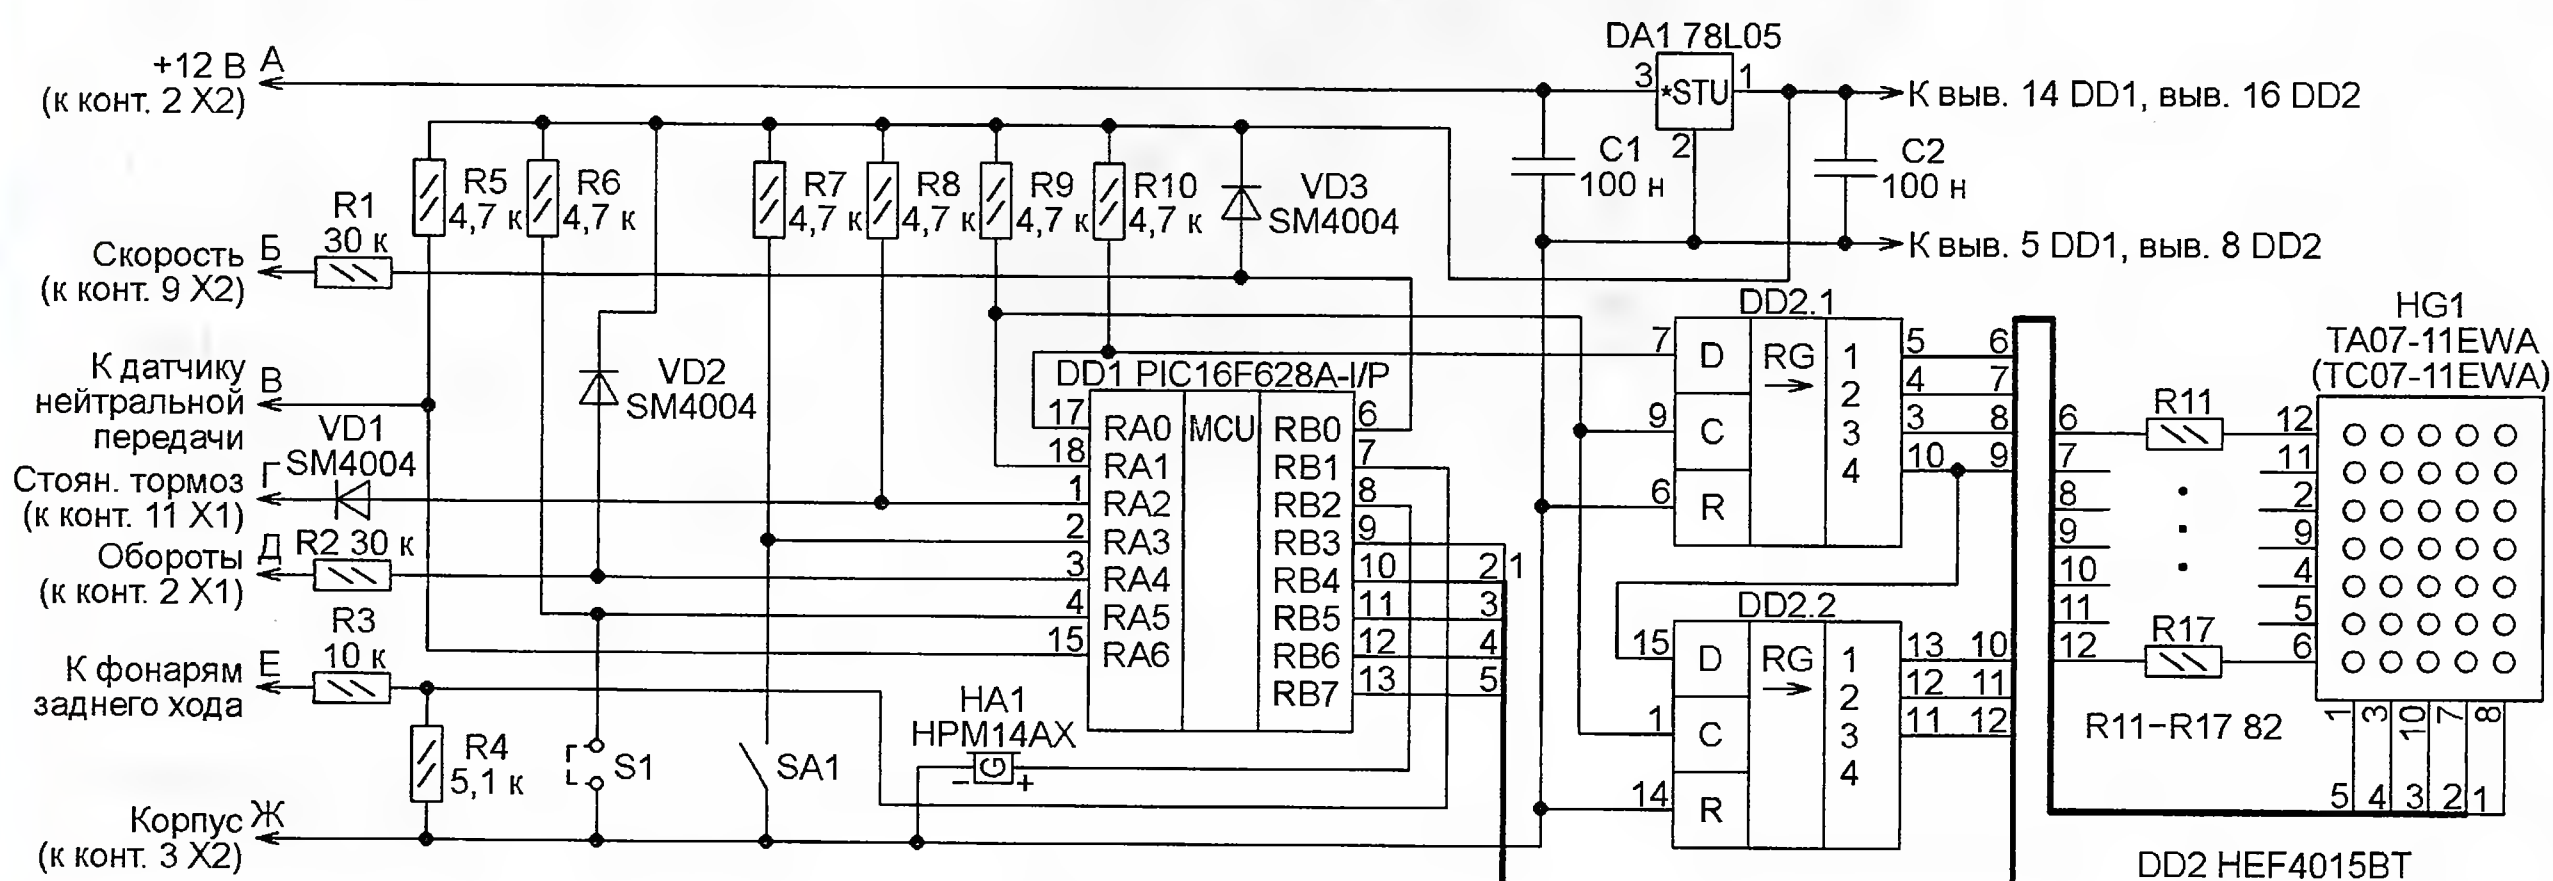 DA1 78L05
+12 В А
(к конт. 2 X2)
3 *STU 1
2
К выв. 14 DD1, выв. 16 DD2
C1
100 н
C2
100 н
К выв. 5 DD1, выв. 8 DD2
R5
4,7 к
R6
4,7 к
R7
4,7 к
R8
4,7 к
R9
4,7 к
R10
4,7 к
VD3
SM4004
R1
30 к
Скорость Б
(к конт. 9 X2)
К датчику
нейтральной В
передачи
VD2
SM4004
VD1
SM4004
Стоян. тормоз Г
(к конт. 11 X1)
Обороты Д
(к конт. 2 X1)
R2 30 к
R3
10 к
К фонарям Е
заднего хода
R4
5,1 к
Корпус Ж
(к конт. 3 X2)
S1
SA1
HA1
HPM14AX
– G +
DD1 PIC16F628A-I/P
MCU
17 RA0
18 RA1
1 RA2
2 RA3
3 RA4
4 RA5
15 RA6
RB0 6
RB1 7
RB2 8
RB3 9 1
RB4 10 2
RB5 11 3
RB6 12 4
RB7 13 5
DD2.1
7 D RG 1 5 6
→
2 4 7
9 C 3 3 8
4 10 9
6 R
DD2.2
15 D RG 1 13 10
→
2 12 11
1 C 3 11 12
4
14 R
HG1
TA07-11EWA
(TC07-11EWA)
6 R11 12
7 11
8 2
9 9
10 4
11 5
12 R17 6
R11–R17 82
1 3 10 7 8
5 4 3 2 1
DD2 HEF4015BT